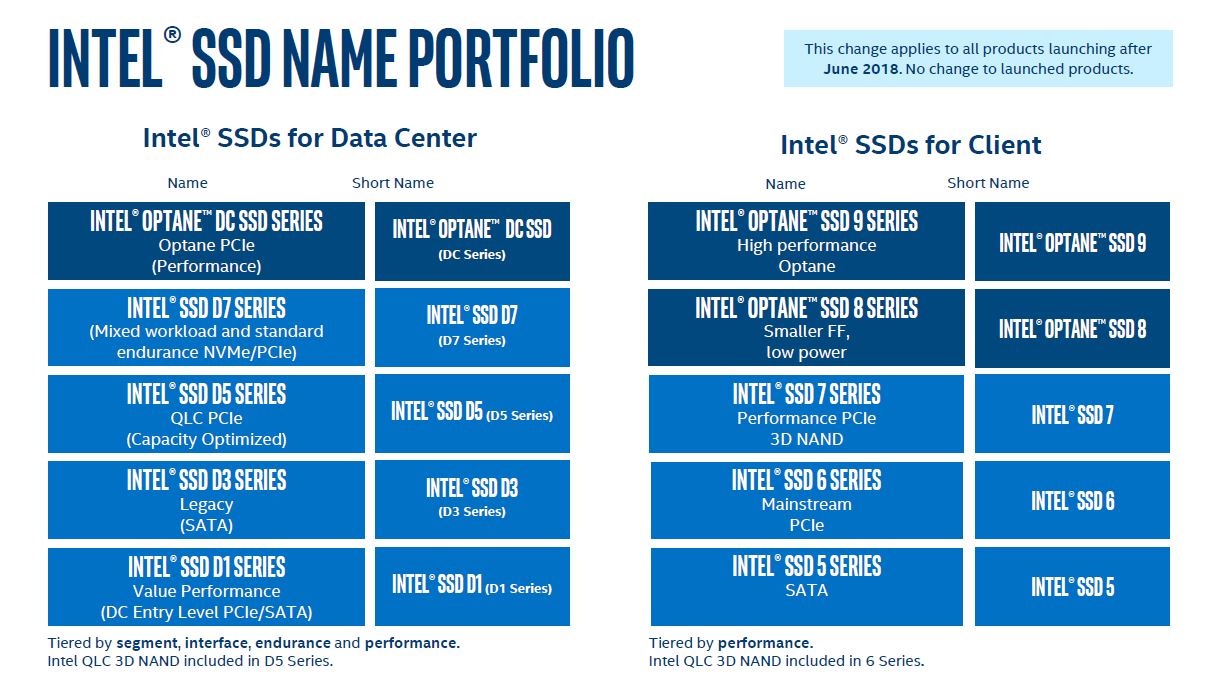 INTEL® SSD NAME PORTFOLIO
This change applies to all products launching after
June 2018. No change to launched products.
Intel® SSDs for Data Center
Name
Short Name
INTEL® OPTANE™ DC SSD SERIES
Optane PCIe
(Performance)
INTEL® OPTANE™ DC SSD
(DC Series)
INTEL® SSD D7 SERIES
(Mixed workload and standard
endurance NVMe/PCIe)
INTEL® SSD D7
(D7 Series)
INTEL® SSD D5 SERIES
QLC PCIe
(Capacity Optimized)
INTEL® SSD D5 (D5 Series)
INTEL® SSD D3 SERIES
Legacy
(SATA)
INTEL® SSD D3
(D3 Series)
INTEL® SSD D1 SERIES
Value Performance
(DC Entry Level PCIe/SATA)
INTEL® SSD D1 (D1 Series)
Tiered by segment, interface, endurance and performance.
Intel QLC 3D NAND included in D5 Series.
Intel® SSDs for Client
Name
Short Name
INTEL® OPTANE™ SSD 9 SERIES
High performance
Optane
INTEL® OPTANE™ SSD 9
INTEL® OPTANE™ SSD 8 SERIES
Smaller FF,
low power
INTEL® OPTANE™ SSD 8
INTEL® SSD 7 SERIES
Performance PCIe
3D NAND
INTEL® SSD 7
INTEL® SSD 6 SERIES
Mainstream
PCIe
INTEL® SSD 6
INTEL® SSD 5 SERIES
SATA
INTEL® SSD 5
Tiered by performance.
Intel QLC 3D NAND included in 6 Series.